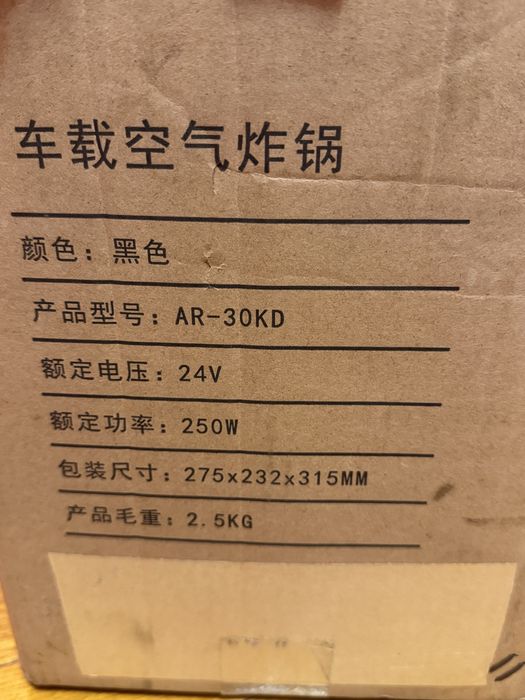 车载空气炸锅
颜色：黑色
产品型号：AR-30KD
额定电压：24V
额定功率：250W
包装尺寸：275x232x315MM
产品毛重：2.5KG